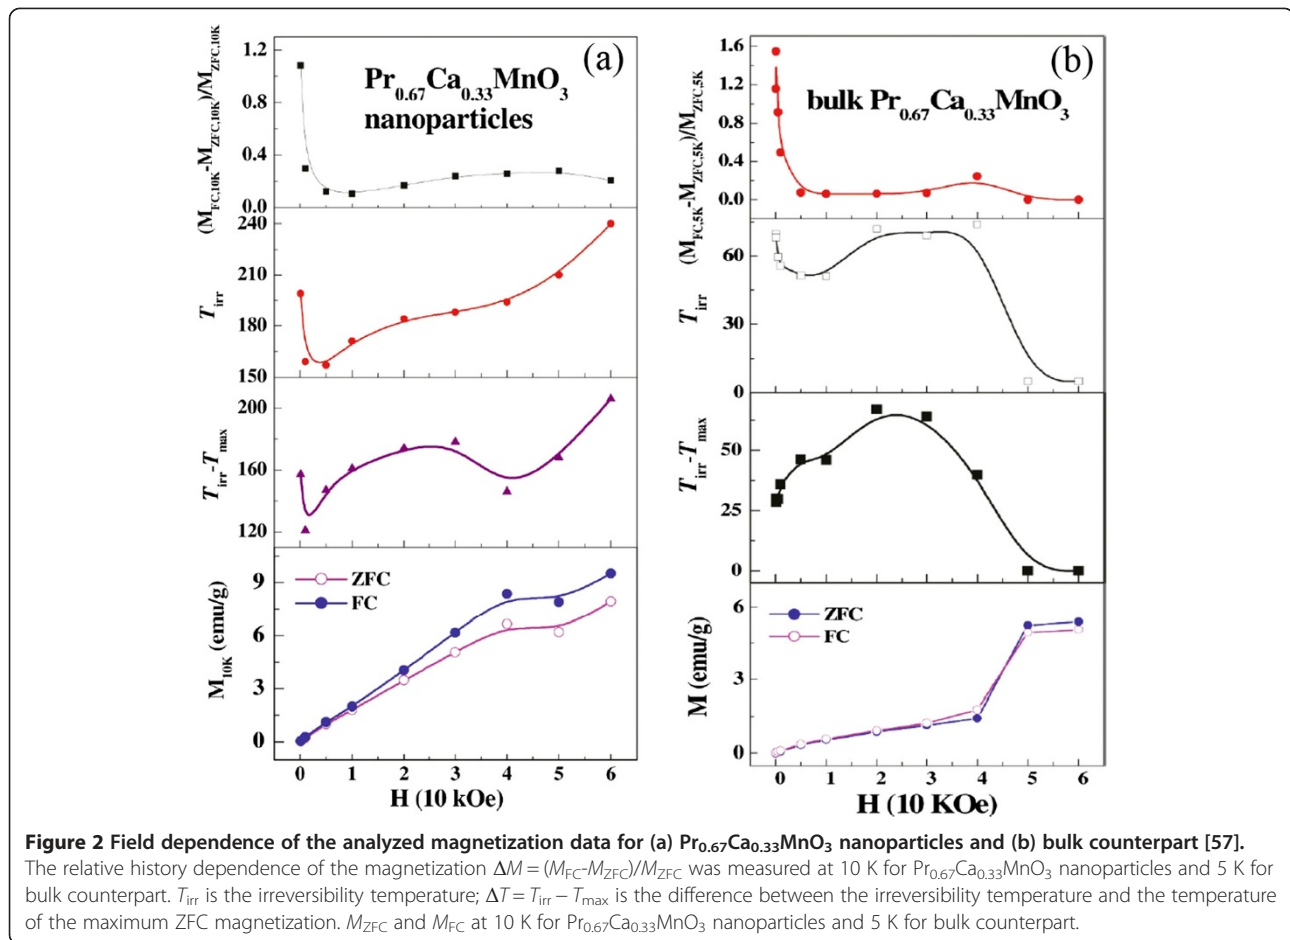 (a)
Pr0.67Ca0.33MnO3
nanoparticles
(MFC,10K-MZFC,10K)/MZFC,10K
1.2
0.8
0.4
0.0
240
210
180
150
Tirr
200
160
120
Tirr-Tmax
ZFC
FC
9
6
3
0
M10K (emu/g)
0 1 2 3 4 5 6
H (10 kOe)
(b)
bulk Pr0.67Ca0.33MnO3
(MFC,5K-MZFC,5K)/MZFC,5K
1.6
1.2
0.8
0.4
0.0
60
30
0
Tirr
50
25
0
Tirr-Tmax
ZFC
FC
6
3
0
M (emu/g)
0 1 2 3 4 5 6
H (10 KOe)
Figure 2 Field dependence of the analyzed magnetization data for (a) Pr0.67Ca0.33MnO3 nanoparticles and (b) bulk counterpart [57].
The relative history dependence of the magnetization ΔM = (MFC-MZFC)/MZFC was measured at 10 K for Pr0.67Ca0.33MnO3 nanoparticles and 5 K for
bulk counterpart. Tirr is the irreversibility temperature; ΔT = Tirr − Tmax is the difference between the irreversibility temperature and the temperature
of the maximum ZFC magnetization. MZFC and MFC at 10 K for Pr0.67Ca0.33MnO3 nanoparticles and 5 K for bulk counterpart.